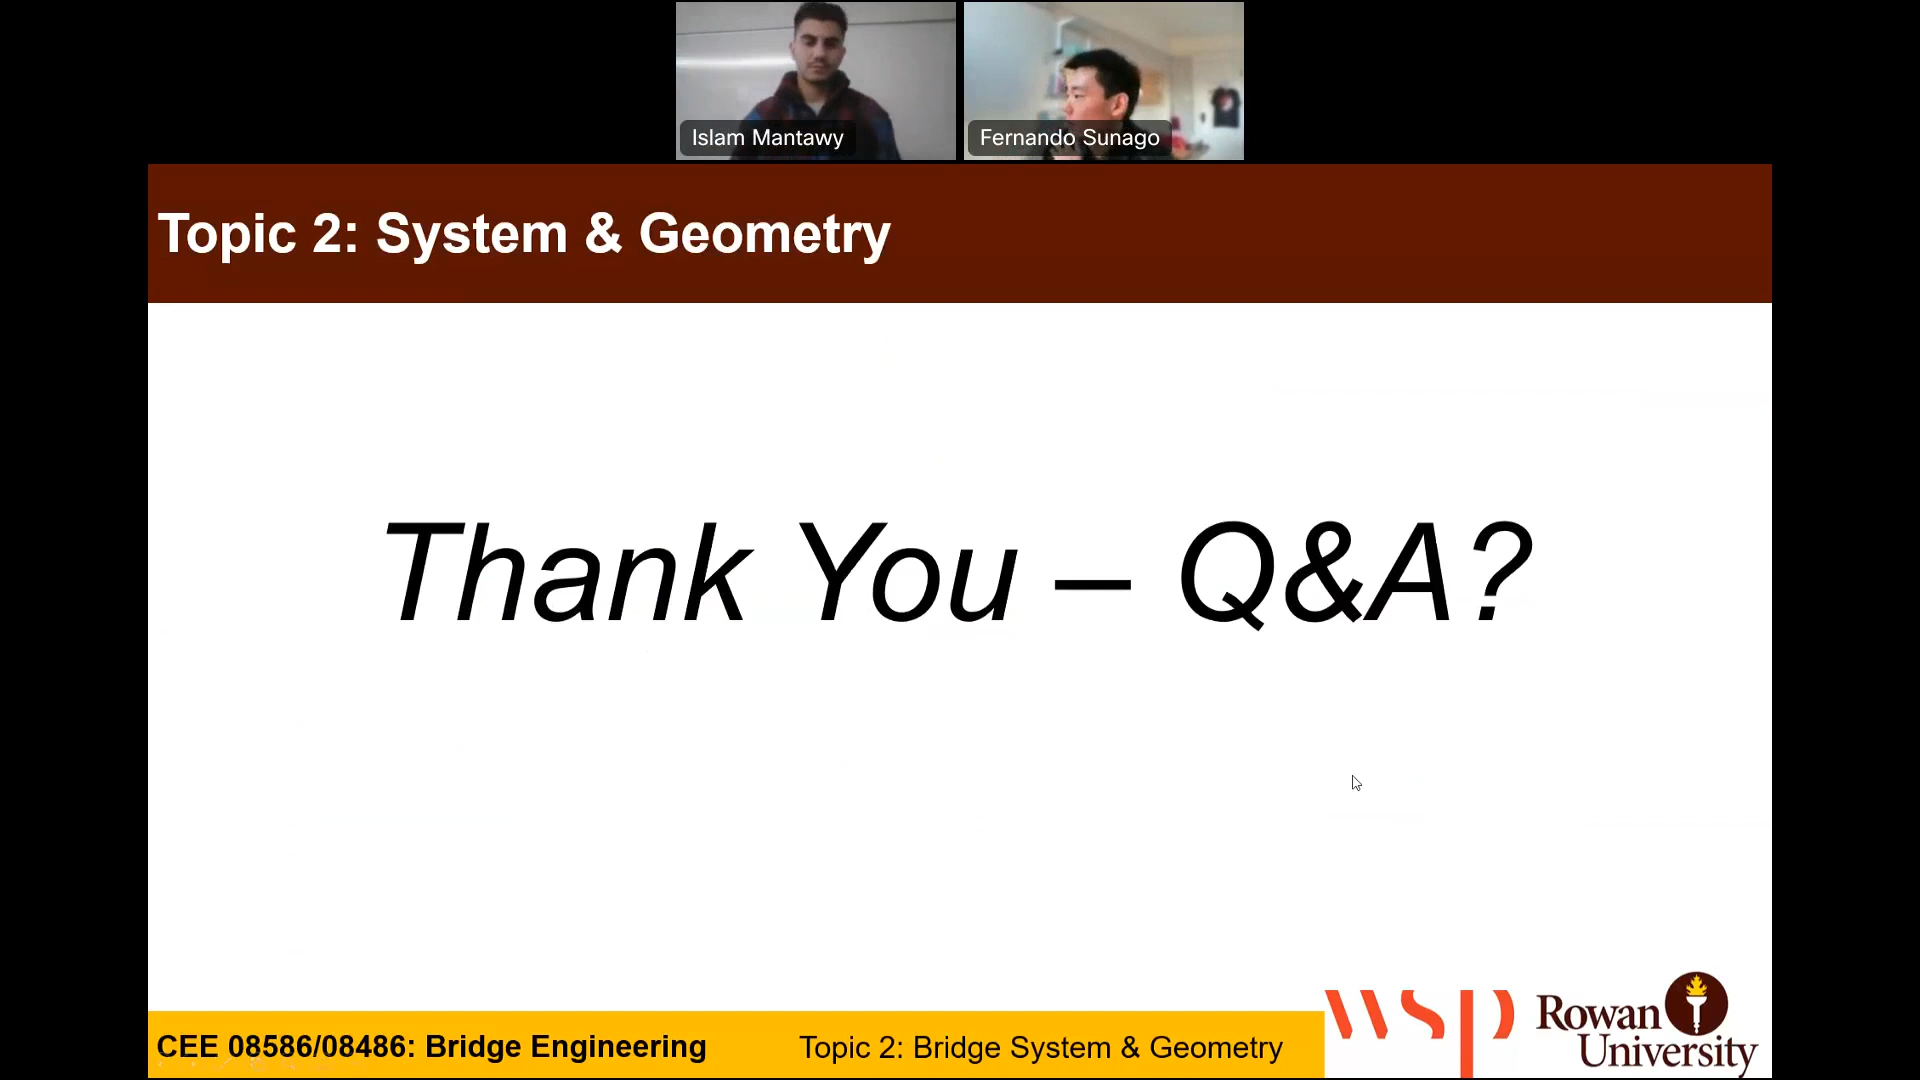 Islam Mantawy
Fernando Sunago
Topic 2: System & Geometry
Thank You – Q&A?
CEE 08586/08486: Bridge Engineering
Topic 2: Bridge System & Geometry
wsp
Rowan
University